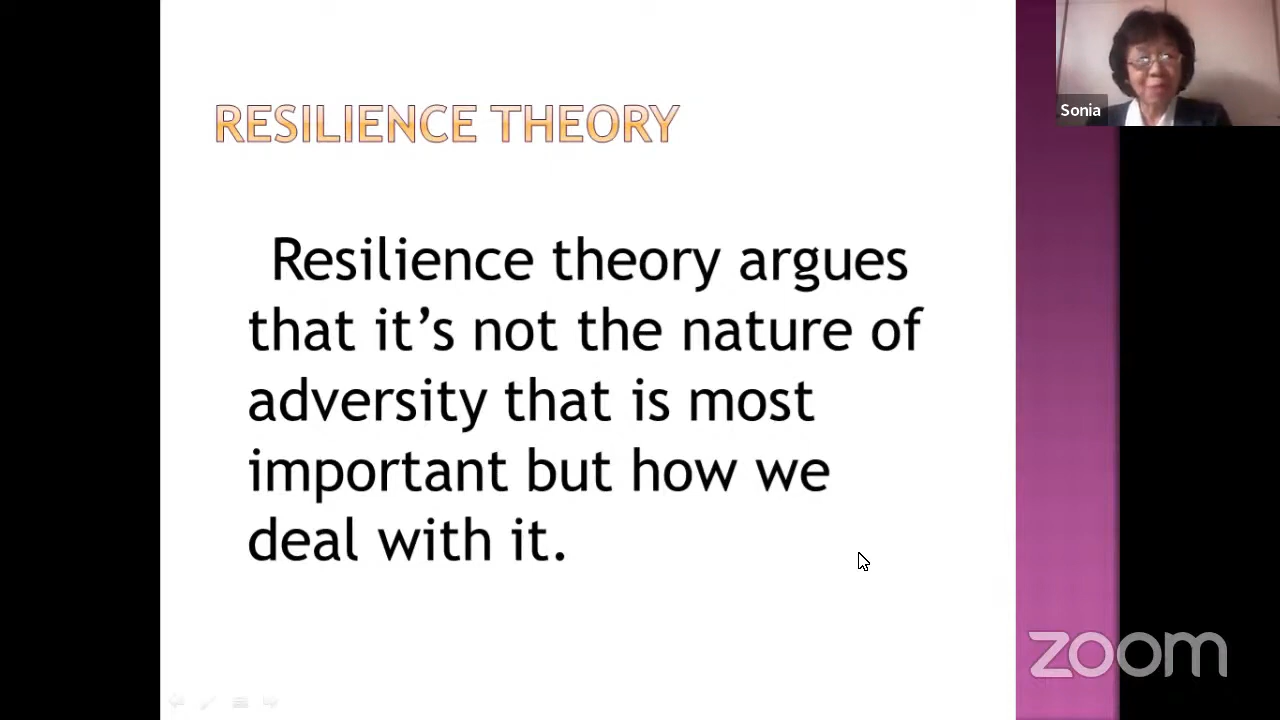 RESILIENCE THEORY
Resilience theory argues
that it’s not the nature of
adversity that is most
important but how we
deal with it.
Sonia
zoom